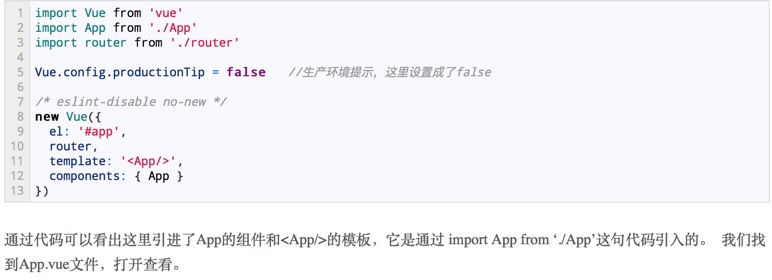 1 import Vue from 'vue'
2 import App from './App'
3 import router from './router'
4
5 Vue.config.productionTip = false   //生产环境提示，这里设置成了false
6
7 /* eslint-disable no-new */
8 new Vue({
9   el: '#app',
10   router,
11   template: '<App/>',
12   components: { App }
13 })
通过代码可以看出这里引进了App的组件和<App/>的模板，它是通过 import App from ‘./App’这句代码引入的。 我们找
到App.vue文件，打开查看。